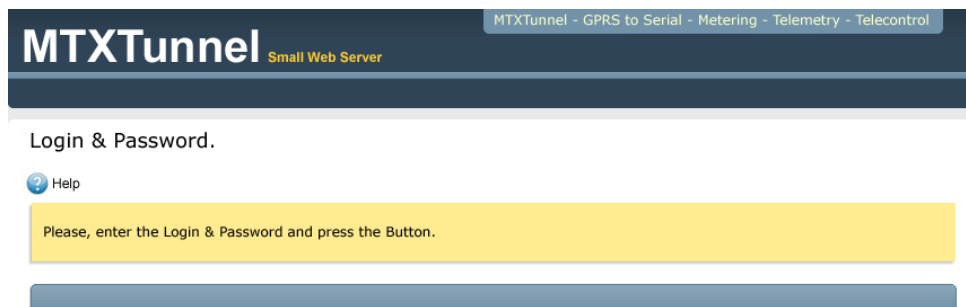 MTXTunnel - GPRS to Serial - Metering - Telemetry - Telecontrol
MTXTunnel Small Web Server
Login & Password.
? Help
Please, enter the Login & Password and press the Button.